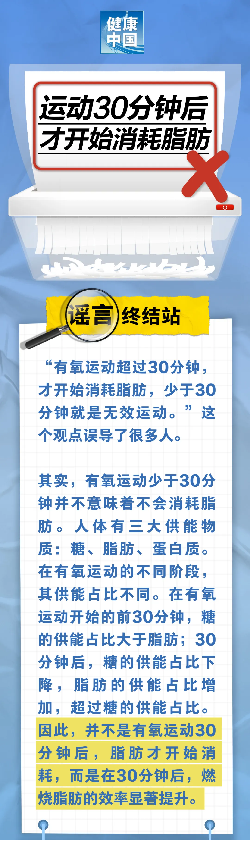 健康
中国
运动30分钟后
才开始消耗脂肪
谣言终结站
“有氧运动超过30分钟，
才开始消耗脂肪，少于30
分钟就是无效运动。”这
个观点误导了很多人。
其实，有氧运动少于30分
钟并不意味着不会消耗脂
肪。人体有三大供能物
质：糖、脂肪、蛋白质。
在有氧运动的不同阶段，
其供能占比不同。在有氧
运动开始的前30分钟，糖
的供能占比大于脂肪；30
分钟后，糖的供能占比下
降，脂肪的供能占比增
加，超过糖的供能占比。
因此，并不是有氧运动30
分钟后，脂肪才开始消
耗，而是在30分钟后，燃
烧脂肪的效率显著提升。